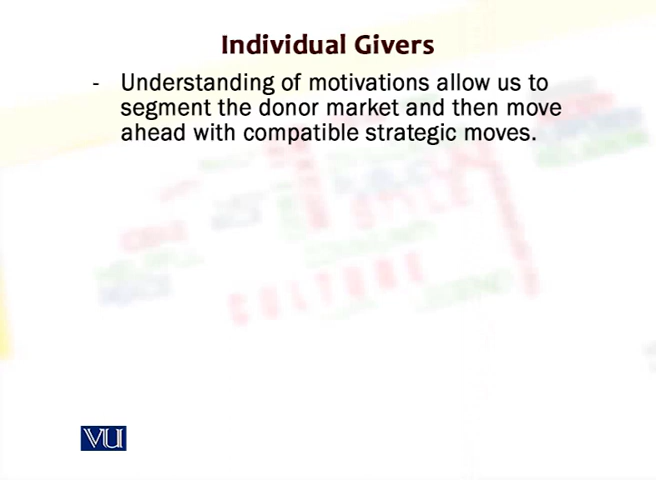 Individual Givers
- Understanding of motivations allow us to
segment the donor market and then move
ahead with compatible strategic moves.
CULTURE
VU